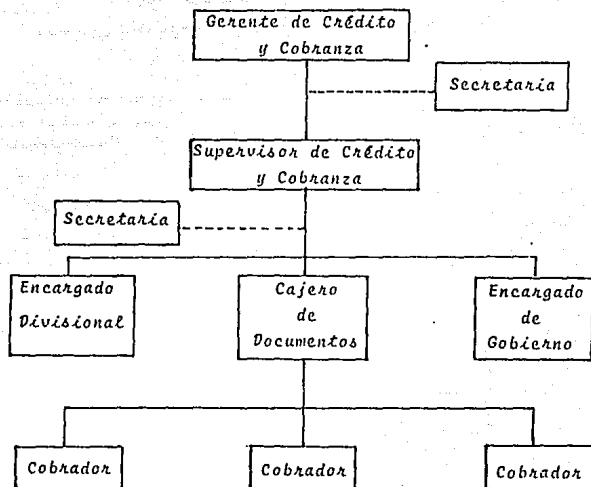 Gerente de Crédito
y Cobranza
Secretaria
Supervisor de Crédito
y Cobranza
Secretaria
Encargado
Divisional
Cajero
de
Documentos
Encargado
de
Gobierno
Cobrador
Cobrador
Cobrador